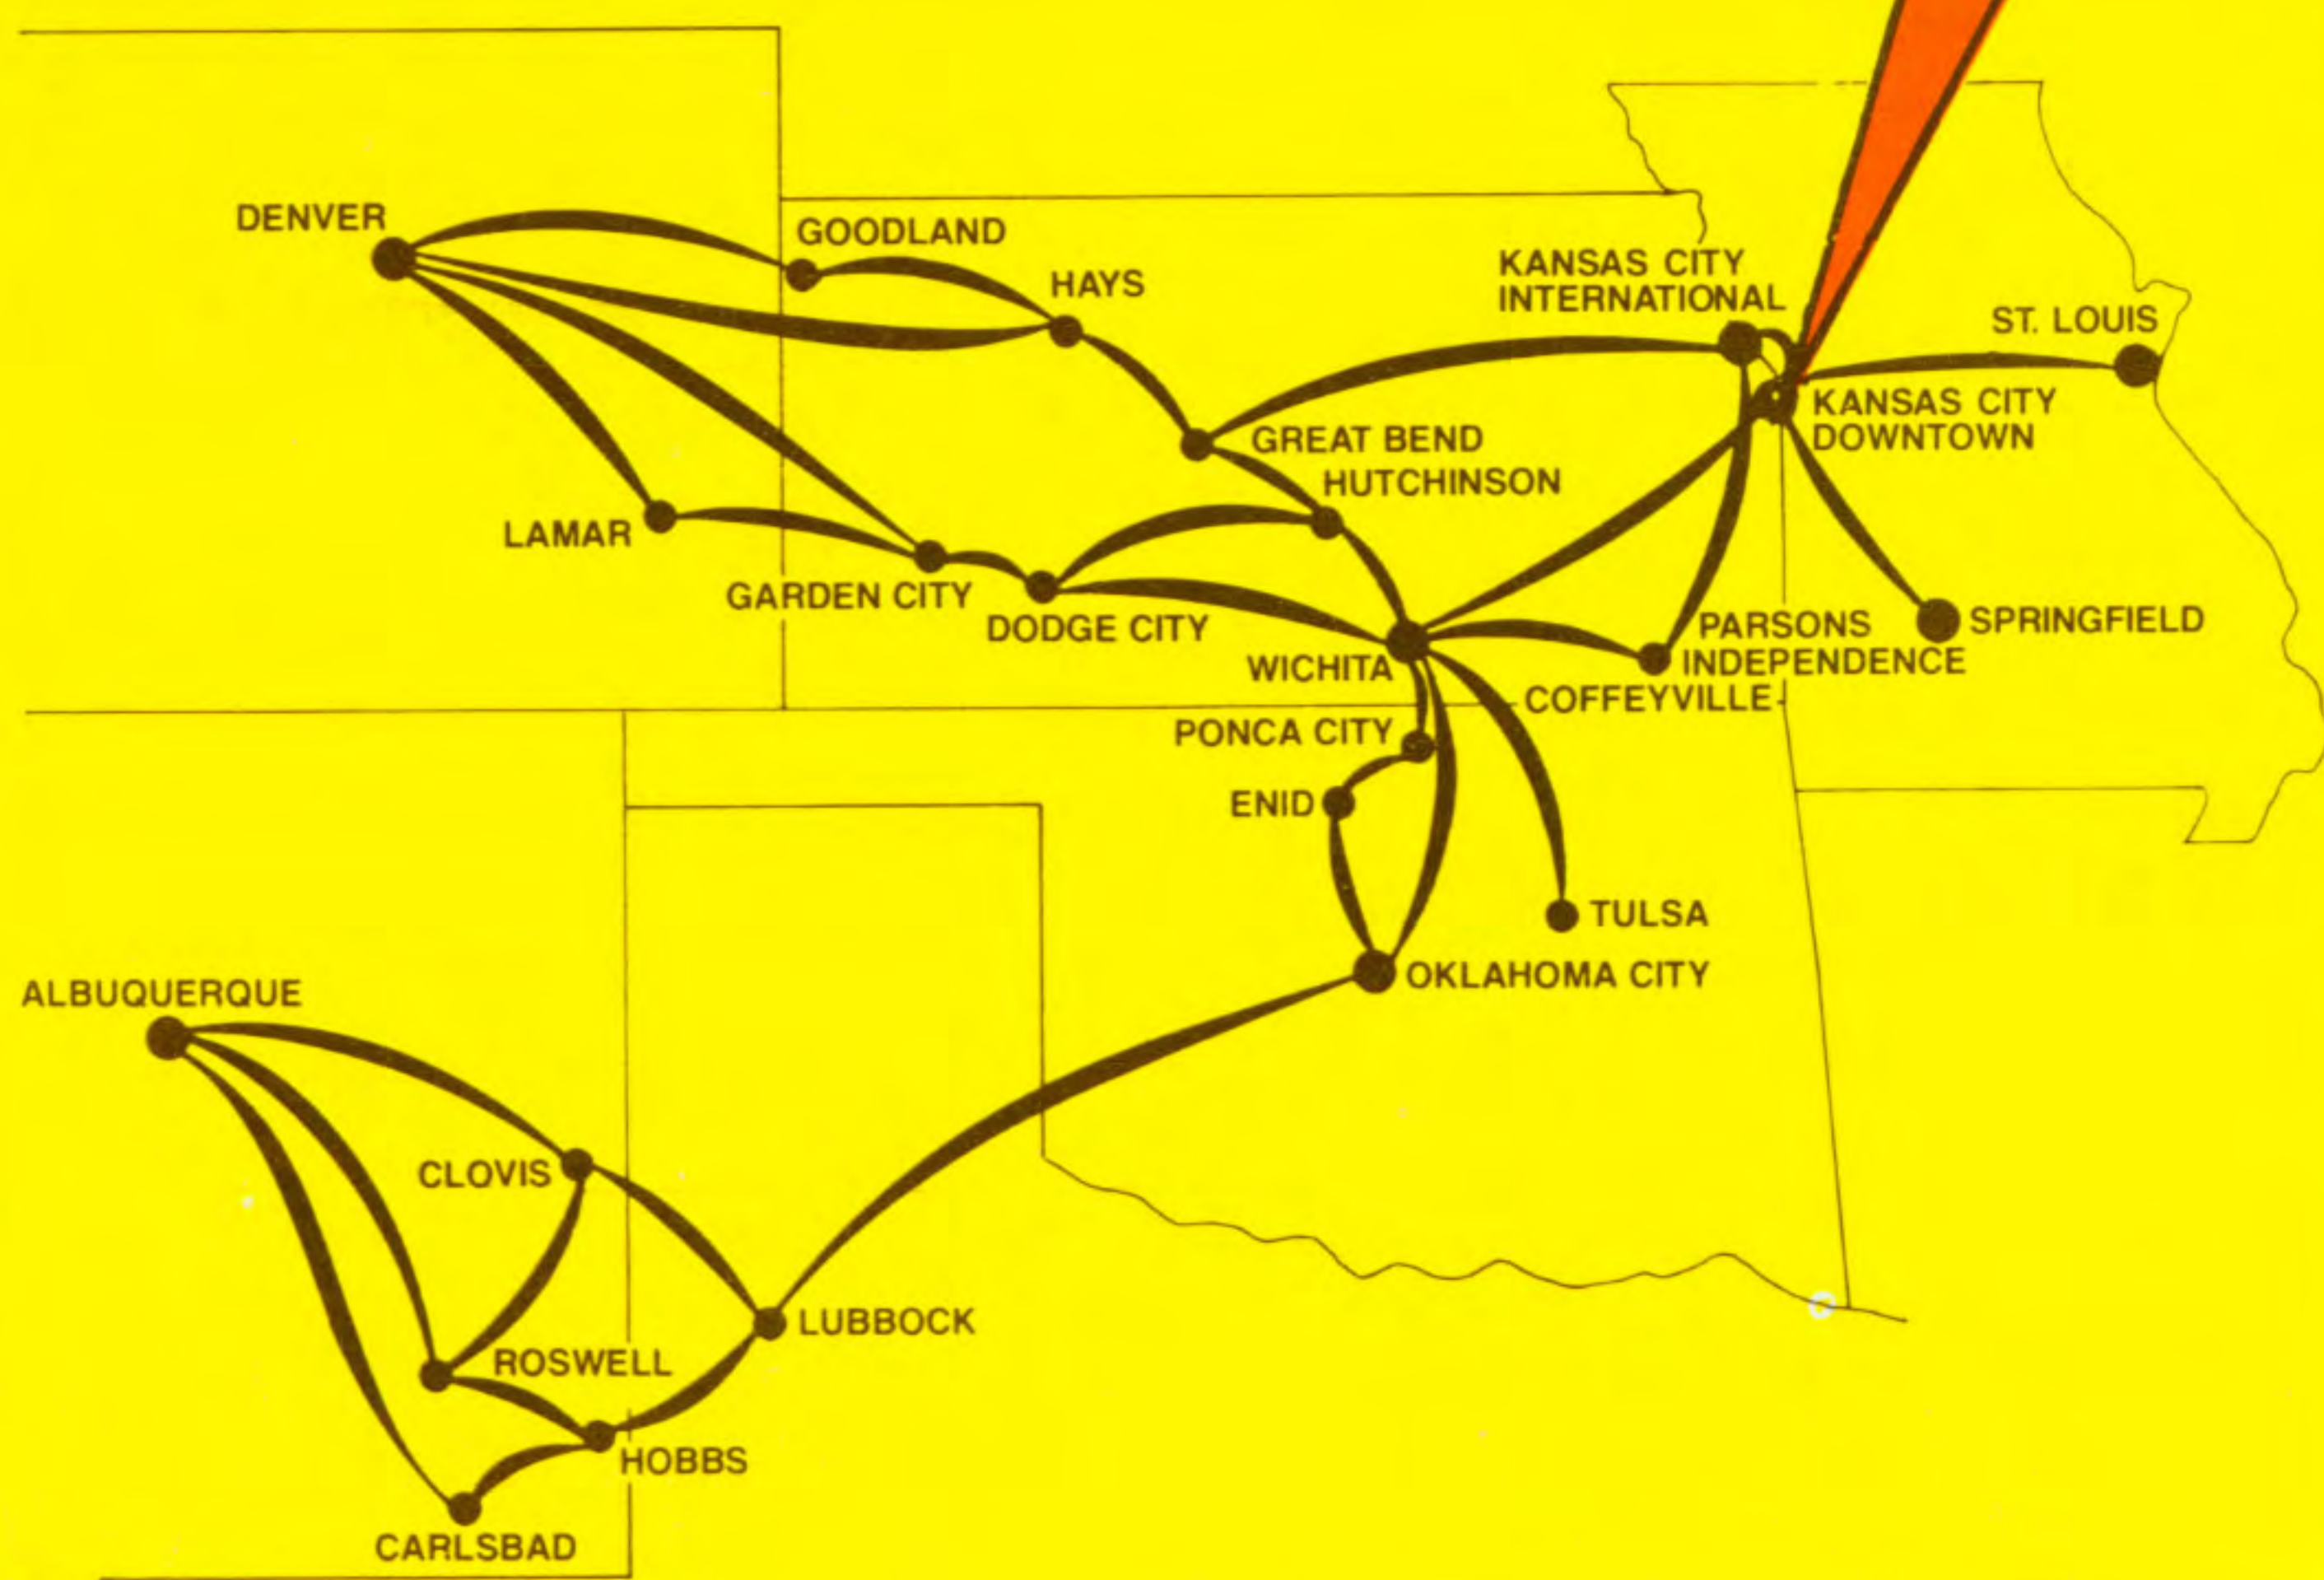 DENVER
GOODLAND
HAYS
KANSAS CITY
INTERNATIONAL
ST. LOUIS
KANSAS CITY
DOWNTOWN
GREAT BEND
HUTCHINSON
LAMAR
GARDEN CITY
DODGE CITY
WICHITA
PARSONS
INDEPENDENCE
COFFEYVILLE
SPRINGFIELD
PONCA CITY
ENID
TULSA
OKLAHOMA CITY
ALBUQUERQUE
CLOVIS
LUBBOCK
ROSWELL
HOBBS
CARLSBAD